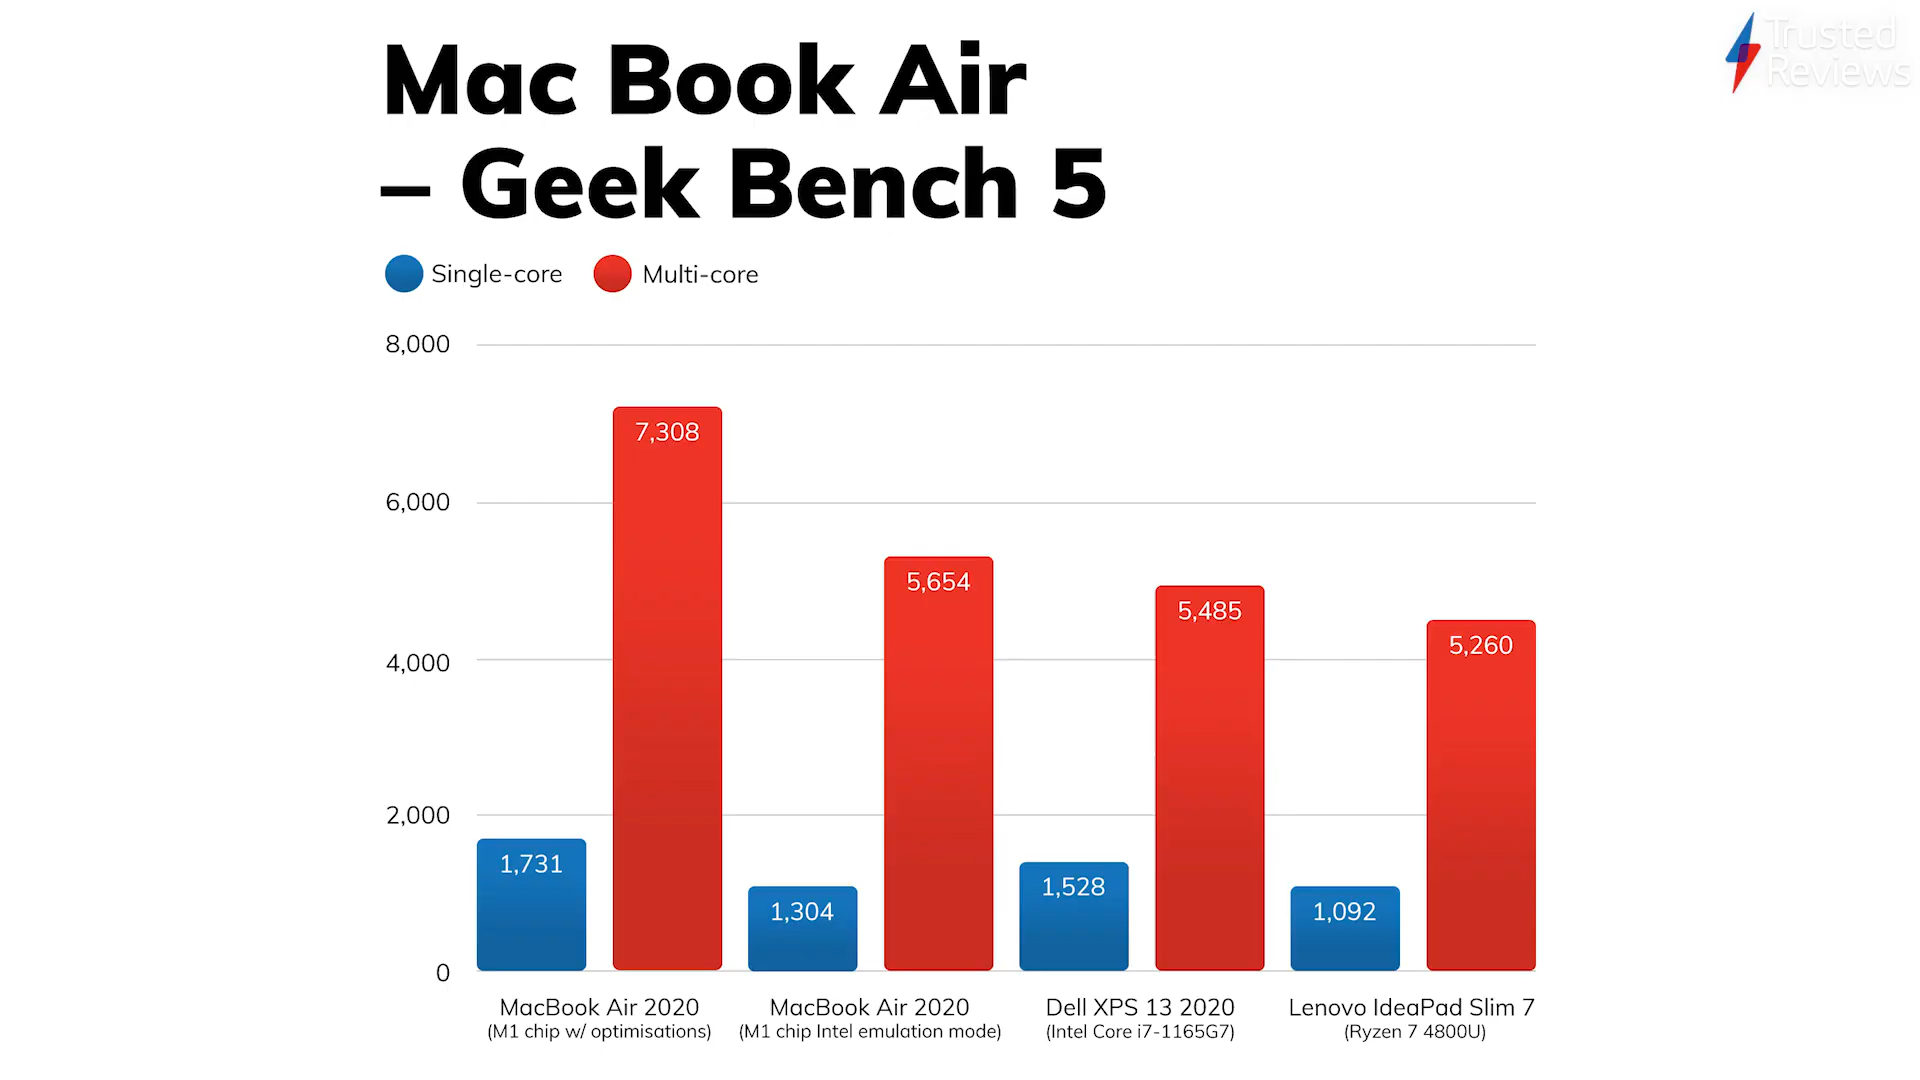 Trusted
Reviews
Mac Book Air
– Geek Bench 5
Single-core Multi-core
8,000
7,308
6,000
5,654
5,485
5,260
4,000
2,000
1,731
1,528
1,304
1,092
0
MacBook Air 2020
(M1 chip w/ optimisations)
MacBook Air 2020
(M1 chip Intel emulation mode)
Dell XPS 13 2020
(Intel Core i7-1165G7)
Lenovo IdeaPad Slim 7
(Ryzen 7 4800U)